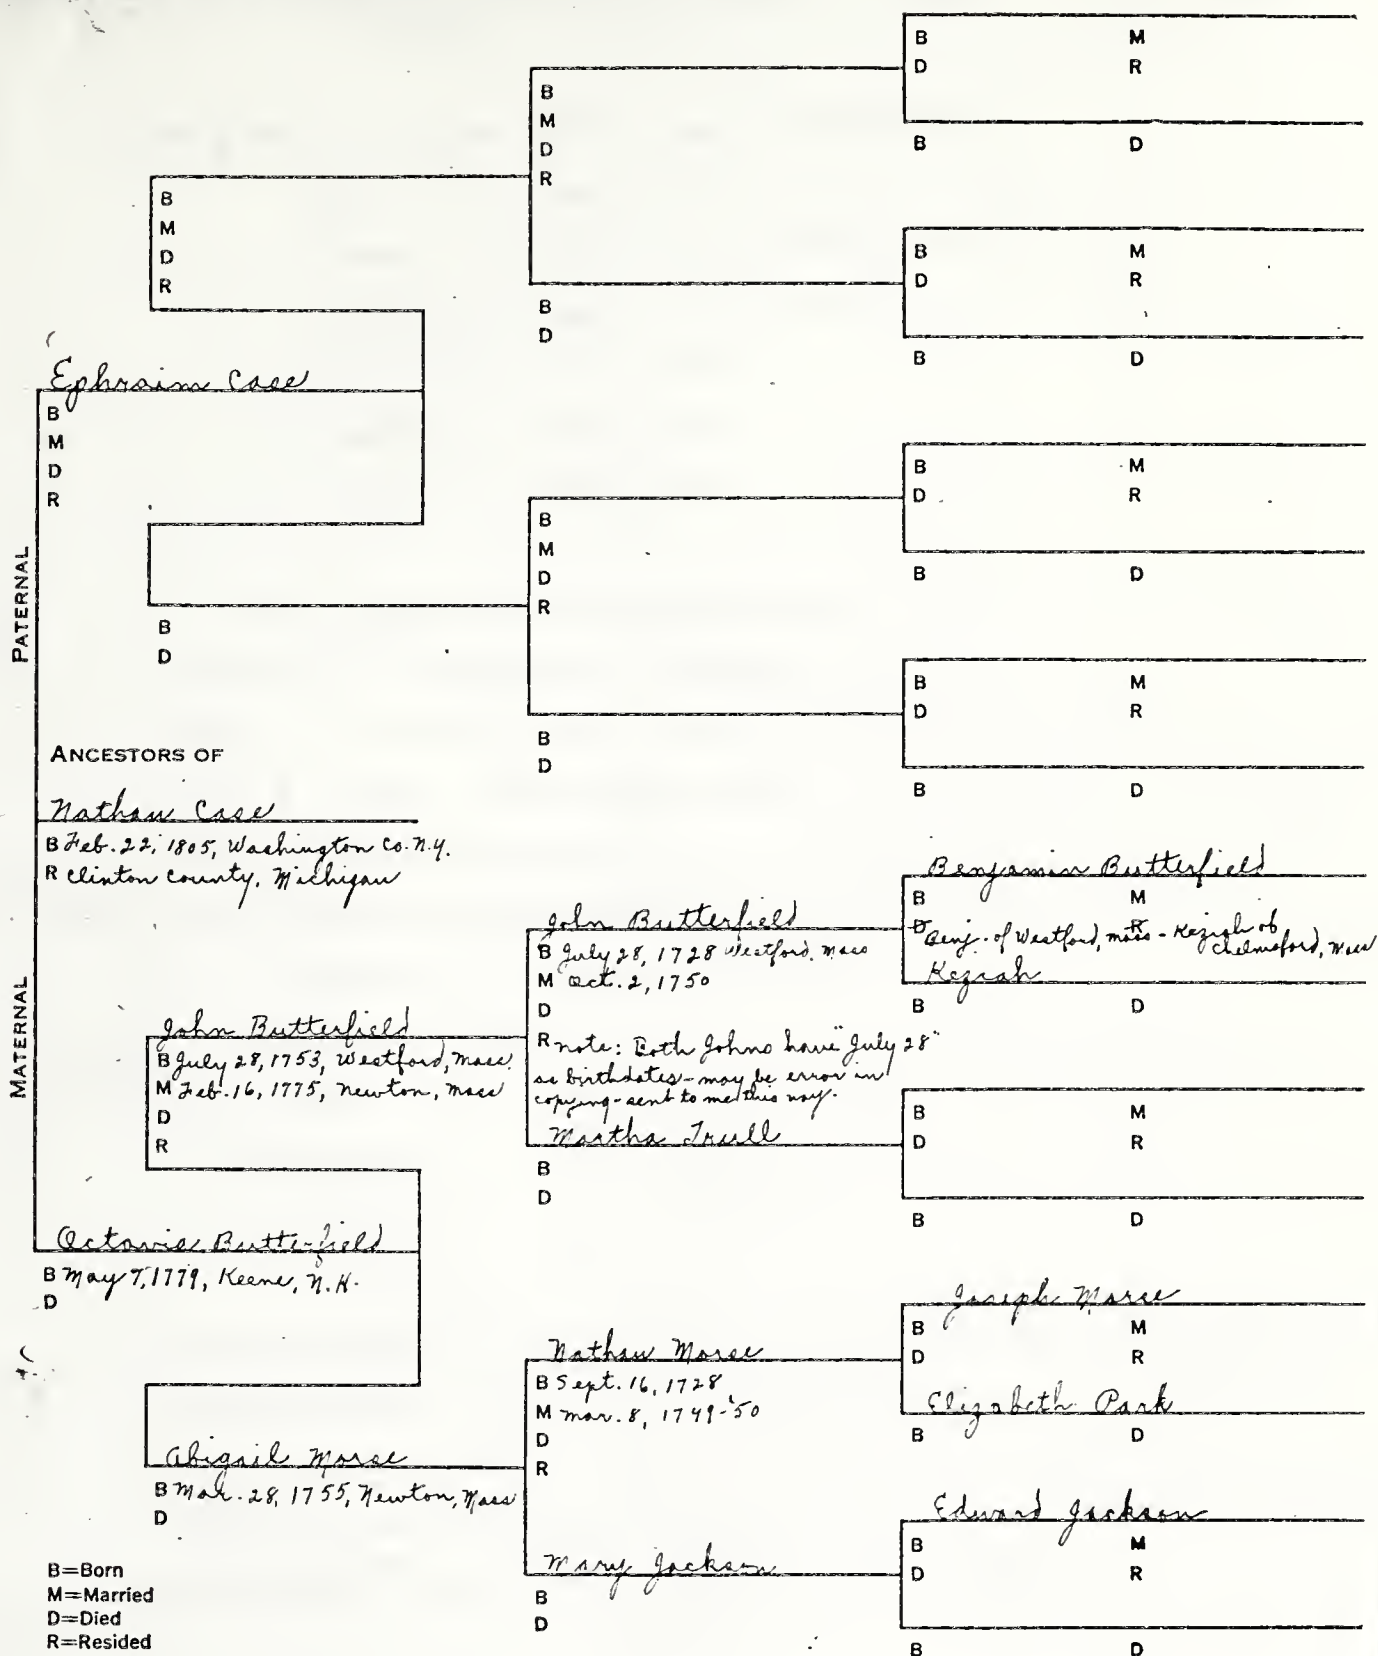 B M
D R
B
M
D
R
B D
B
M
D
R
B M
D R
B
D
B D
Ephraim Case
B
M
D
R
B M
D R
B
M
D
R
B D
B
D
PATERNAL
B M
D R
B
D
B D
ANCESTORS OF
Nathan Case
B Feb. 22, 1805, Washington Co. N.Y.
R Clinton County, Michigan
MATERNAL
Benjamin Butterfield
B M
D R
Benj. of Westford, Mass - Keziah of
Chelmsford, Mass
Keziah
B D
John Butterfield
B July 28, 1728 Westford, Mass
M Oct. 2, 1750
D
R note: Both Johns have "July 28"
as birthdates - may be error in
copying - sent to me this way.
Martha Trull
B
D
John Butterfield
B July 28, 1753, Westford, Mass.
M Feb. 16, 1775, Newton, Mass
D
R
B M
D R
B D
Octavia Butterfield
B May 7, 1779, Keene, N.H.
D
Joseph Morse
B M
D R
Elizabeth Park
B D
Nathan Morse
B Sept. 16, 1728
M Mar. 8, 1749-'50
D
R
Abigail Morse
B Mar. 28, 1755, Newton, Mass
D
Edward Jackson
B M
D R
B D
Mary Jackson
B
D
B=Born
M=Married
D=Died
R=Resided